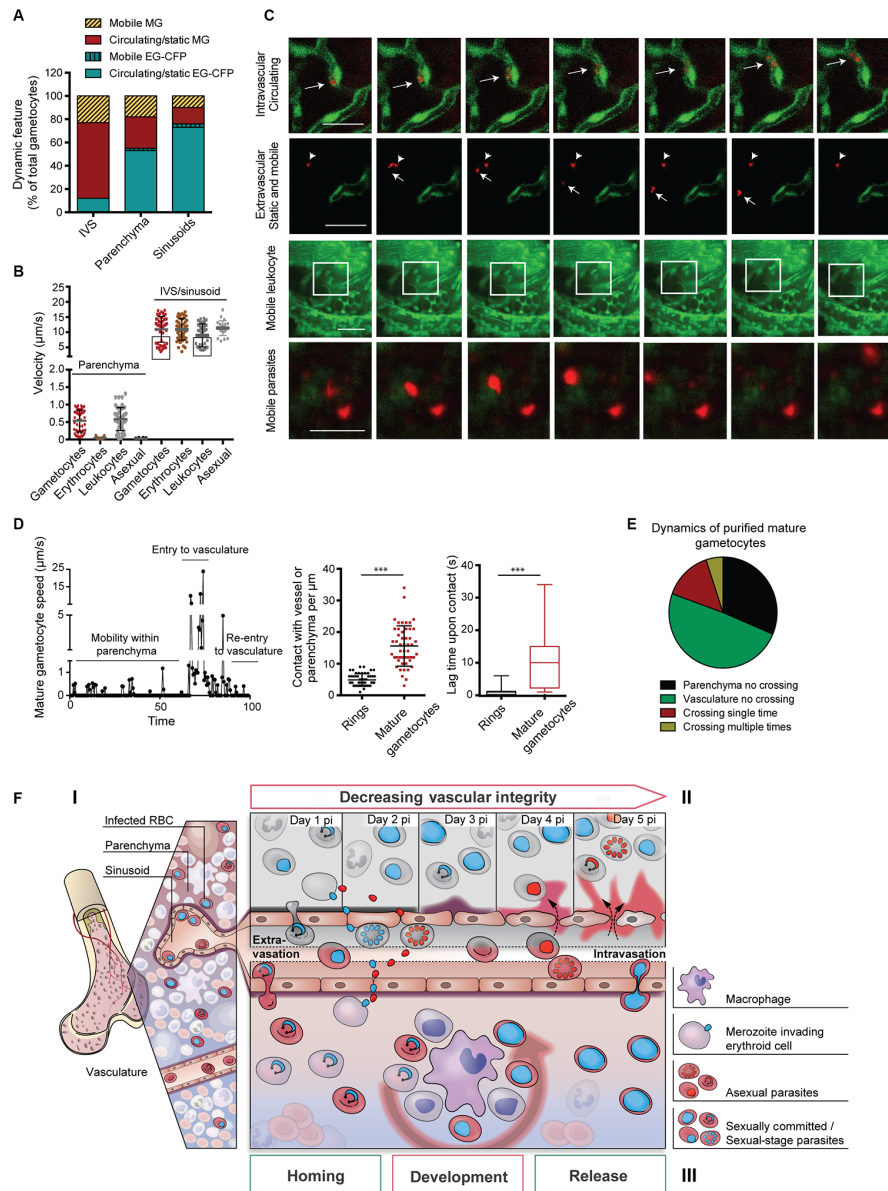 A
Mobile MG
Circulating/static MG
Mobile EG-CFP
Circulating/static EG-CFP
Dynamic feature
(% of total gametocytes)
120
100
80
60
40
20
0
IVS
Parenchyma
Sinusoids
B
IVS/sinusoid
Parenchyma
Velocity (µm/s)
25
20
15
10
5
2.0
1.5
1.0
0.5
0
Gametocytes
Erythrocytes
Leukocytes
Asexual
Gametocytes
Erythrocytes
Leukocytes
Asexual
C
Intravascular
Circulating
Extravascular
Static and mobile
Mobile leukocyte
Mobile parasites
D
Mature gametocyte speed (µm/s)
Entry to vasculature
Mobility within
parenchyma
Re-entry
to vasculature
25
15
5
1
0
0
50
100
Time
Contact with vessel or
parenchyma per µm
40
30
20
10
0
***
Rings
Mature
gametocytes
Lag time upon contact (s)
40
30
20
10
0
***
Rings
Mature
gametocytes
E
Dynamics of purified mature
gametocytes
Parenchyma no crossing
Vasculature no crossing
Crossing single time
Crossing multiple times
F
I
Infected RBC
Parenchyma
Sinusoid
Vasculature
Decreasing vascular integrity
II
Day 1 pi
Day 2 pi
Day 3 pi
Day 4 pi
Day 5 pi
Extra-
vasation
Intravasation
Macrophage
Merozoite invading
erythroid cell
Asexual parasites
Sexually committed /
Sexual-stage parasites
Homing
Development
Release
III